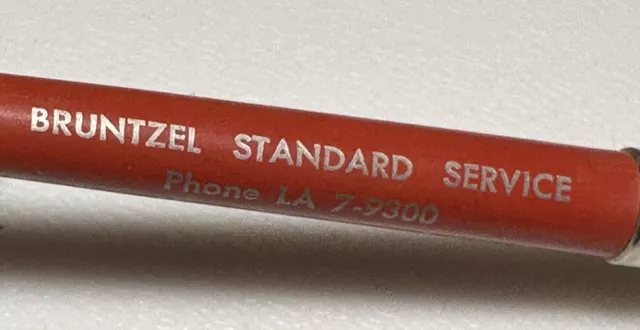 BRUNTZEL STANDARD SERVICE
Phone LA 7-9300